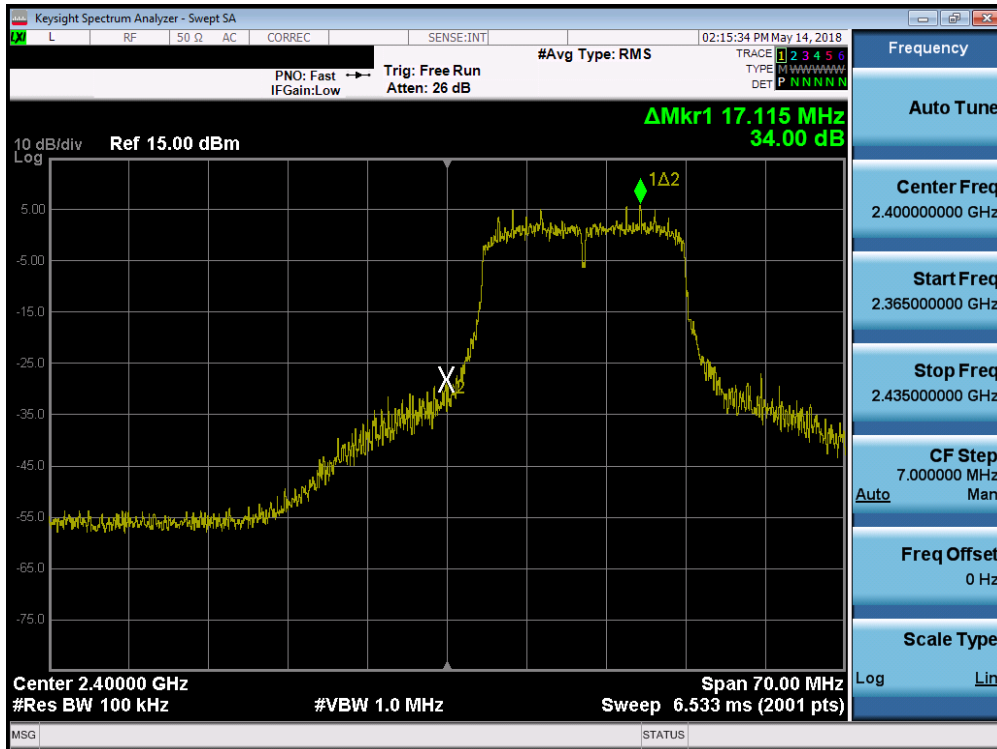 Keysight Spectrum Analyzer - Swept SA
LXI L RF 50 Ω AC CORREC SENSE:INT 02:15:34 PM May 14, 2018
Frequency
#Avg Type: RMS
TRACE 1 2 3 4 5 6
PNO: Fast Trig: Free Run
TYPE M WWWWW
IFGain:Low Atten: 26 dB
DET P N N N N N
Auto Tune
ΔMkr1 17.115 MHz
34.00 dB
10 dB/div Ref 15.00 dBm
Log
1Δ2
5.00
-5.00
-15.0
-25.0
-35.0
-45.0
-55.0
-65.0
-75.0
2
Center Freq
2.400000000 GHz
Start Freq
2.365000000 GHz
Stop Freq
2.435000000 GHz
CF Step
7.000000 MHz
Auto Man
Freq Offset
0 Hz
Scale Type
Log Lin
Center 2.40000 GHz Span 70.00 MHz
#Res BW 100 kHz #VBW 1.0 MHz Sweep 6.533 ms (2001 pts)
MSG STATUS